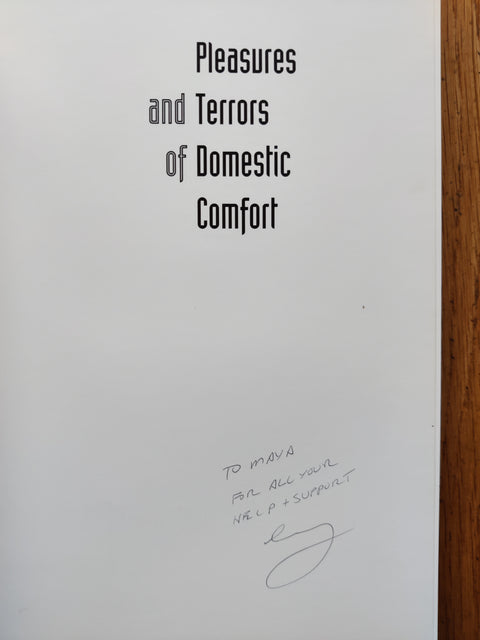 Pleasures
and Terrors
of Domestic
Comfort
TO MAYA
FOR ALL YOUR
HELP + SUPPORT